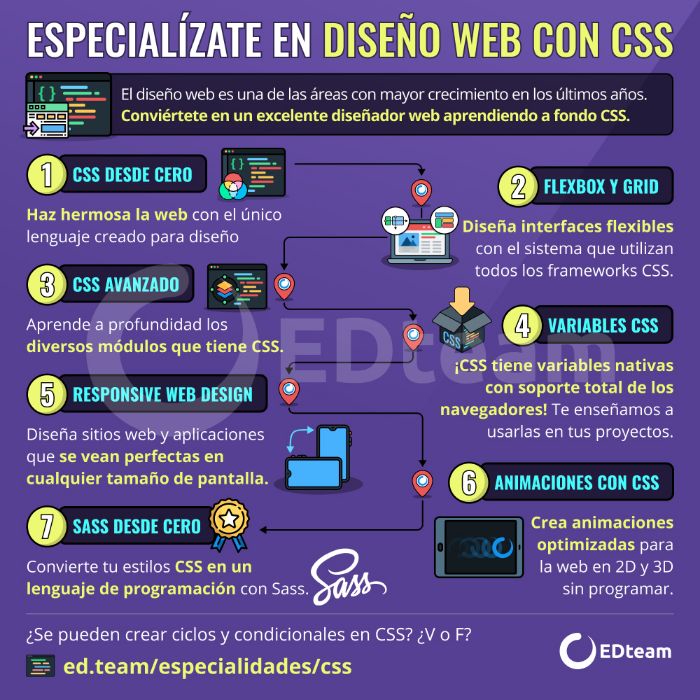 ESPECIALÍZATE EN DISEÑO WEB CON CSS
El diseño web es una de las áreas con mayor crecimiento en los últimos años.
Conviértete en un excelente diseñador web aprendiendo a fondo CSS.
1 CSS DESDE CERO
Haz hermosa la web con el único
lenguaje creado para diseño
2 FLEXBOX Y GRID
Diseña interfaces flexibles
con el sistema que utilizan
todos los frameworks CSS.
3 CSS AVANZADO
Aprende a profundidad los
diversos módulos que tiene CSS.
CSS
4 VARIABLES CSS
¡CSS tiene variables nativas
con soporte total de los
navegadores! Te enseñamos a
usarlas en tus proyectos.
EDteam
5 RESPONSIVE WEB DESIGN
Diseña sitios web y aplicaciones
que se vean perfectas en
cualquier tamaño de pantalla.
6 ANIMACIONES CON CSS
Crea animaciones
optimizadas para
la web en 2D y 3D
sin programar.
7 SASS DESDE CERO
Convierte tu estilos CSS en un
lenguaje de programación con Sass.
Sass
¿Se pueden crear ciclos y condicionales en CSS? ¿V o F?
ed.team/especialidades/css
EDteam